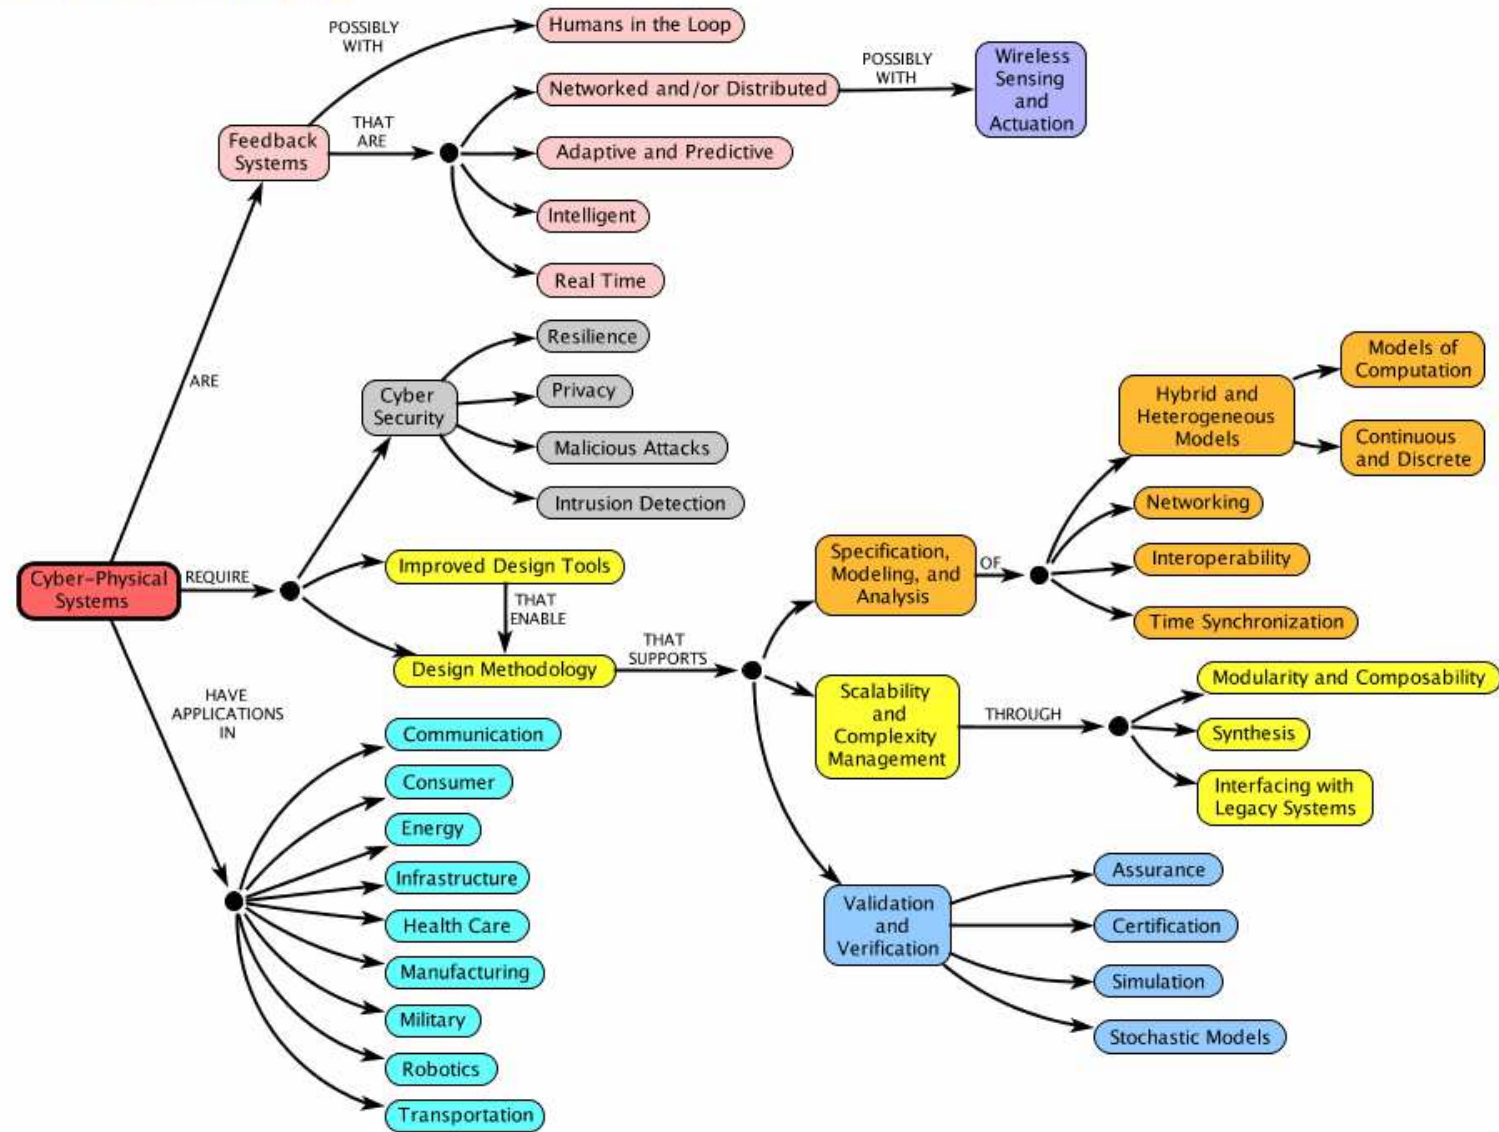 POSSIBLY
WITH
Humans in the Loop
Feedback
Systems
THAT
ARE
Networked and/or Distributed
POSSIBLY
WITH
Wireless
Sensing
and
Actuation
Adaptive and Predictive
Intelligent
Real Time
ARE
Cyber-Physical
Systems
REQUIRE
Cyber
Security
Resilience
Privacy
Malicious Attacks
Intrusion Detection
Improved Design Tools
THAT
ENABLE
Design Methodology
THAT
SUPPORTS
Specification,
Modeling, and
Analysis
OF
Hybrid and
Heterogeneous
Models
Models of
Computation
Continuous
and Discrete
Networking
Interoperability
Time Synchronization
Scalability
and
Complexity
Management
THROUGH
Modularity and Composability
Synthesis
Interfacing with
Legacy Systems
Validation
and
Verification
Assurance
Certification
Simulation
Stochastic Models
HAVE
APPLICATIONS
IN
Communication
Consumer
Energy
Infrastructure
Health Care
Manufacturing
Military
Robotics
Transportation